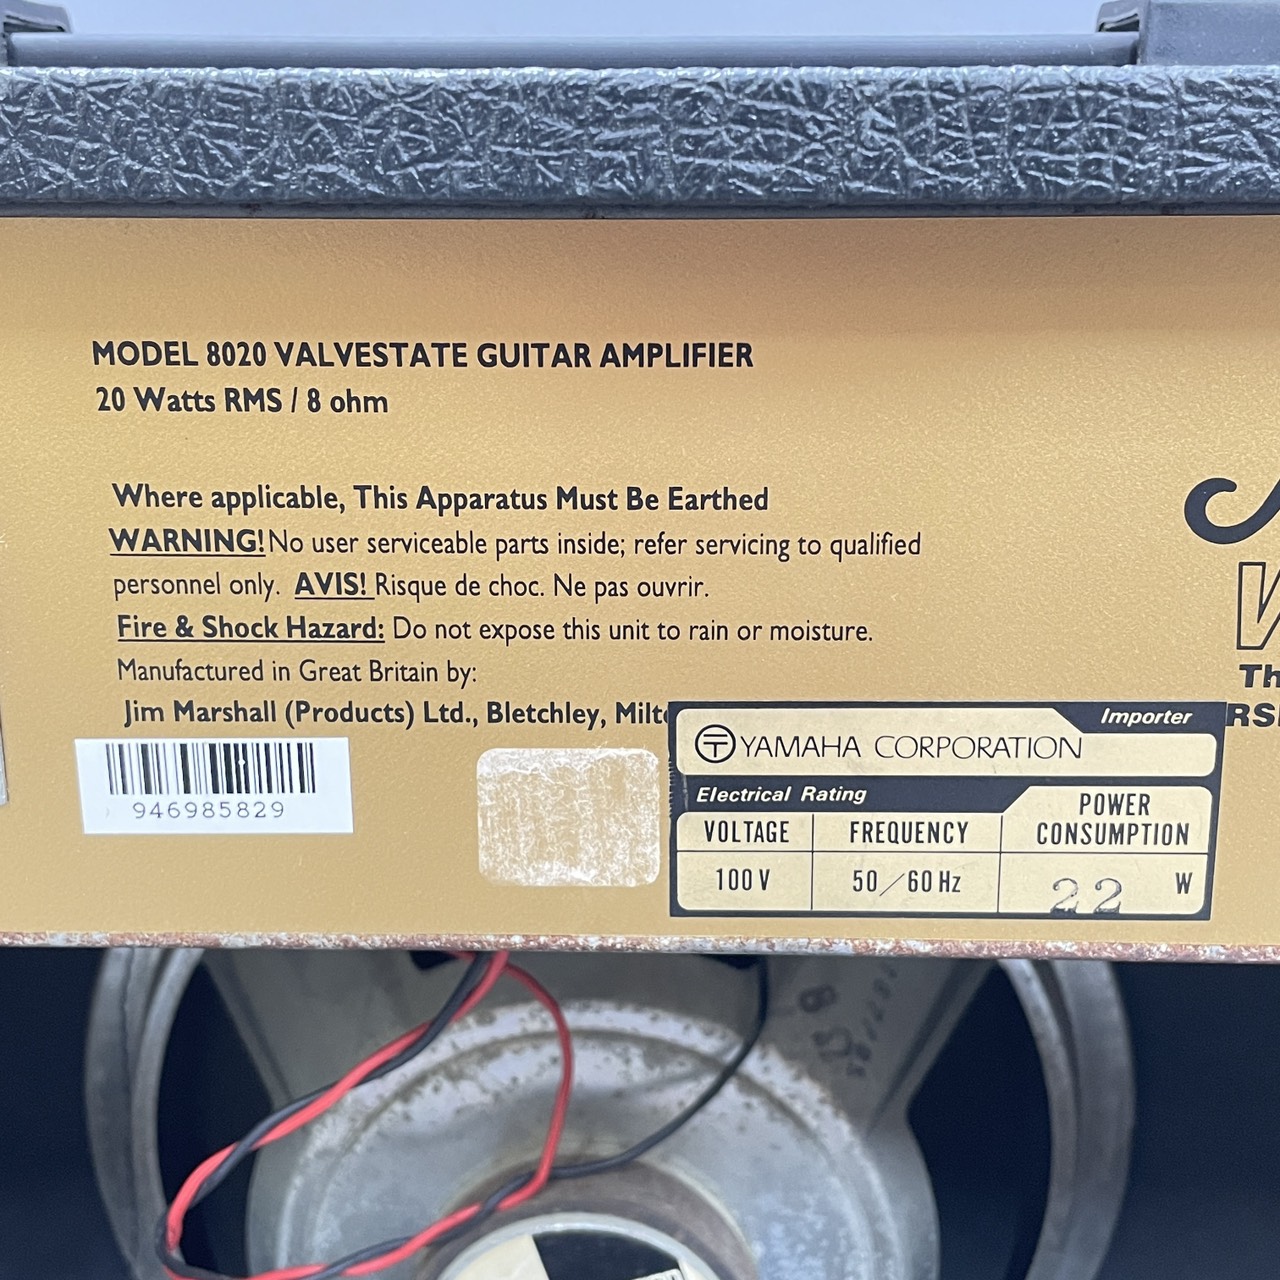 MODEL 8020 VALVESTATE GUITAR AMPLIFIER
20 Watts RMS / 8 ohm
Where applicable, This Apparatus Must Be Earthed
WARNING! No user serviceable parts inside; refer servicing to qualified
personnel only. AVIS! Risque de choc. Ne pas ouvrir.
Fire & Shock Hazard: Do not expose this unit to rain or moisture.
Manufactured in Great Britain by:
Jim Marshall (Products) Ltd., Bletchley, Milt
946985829
Importer
YAMAHA CORPORATION
Electrical Rating
VOLTAGE
FREQUENCY
POWER CONSUMPTION
100 V
50/60 Hz
22 W
Th
RS